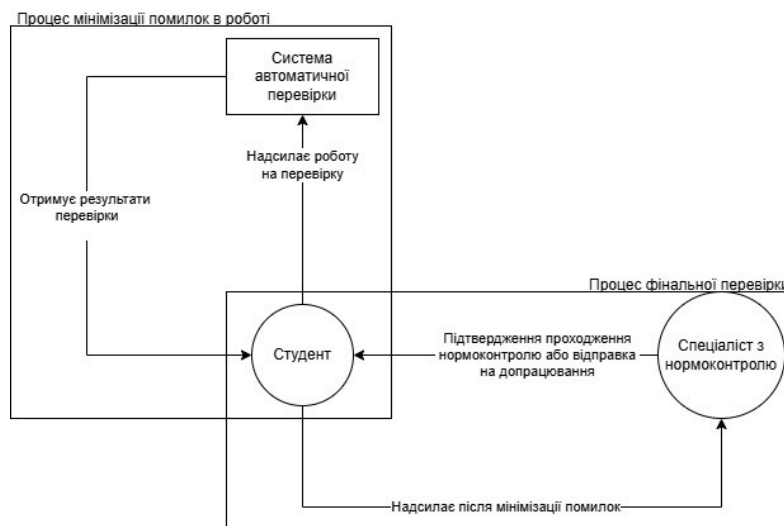 Процес мінімізації помилок в роботі
Система
автоматичної
перевірки
Надсилає роботу
на перевірку
Отримує результати
перевірки
Процес фінальної перевірки
Студент
Підтвердження проходження
нормоконтролю або відправка
на допрацювання
Спеціаліст з
нормоконтролю
Надсилає після мінімізації помилок